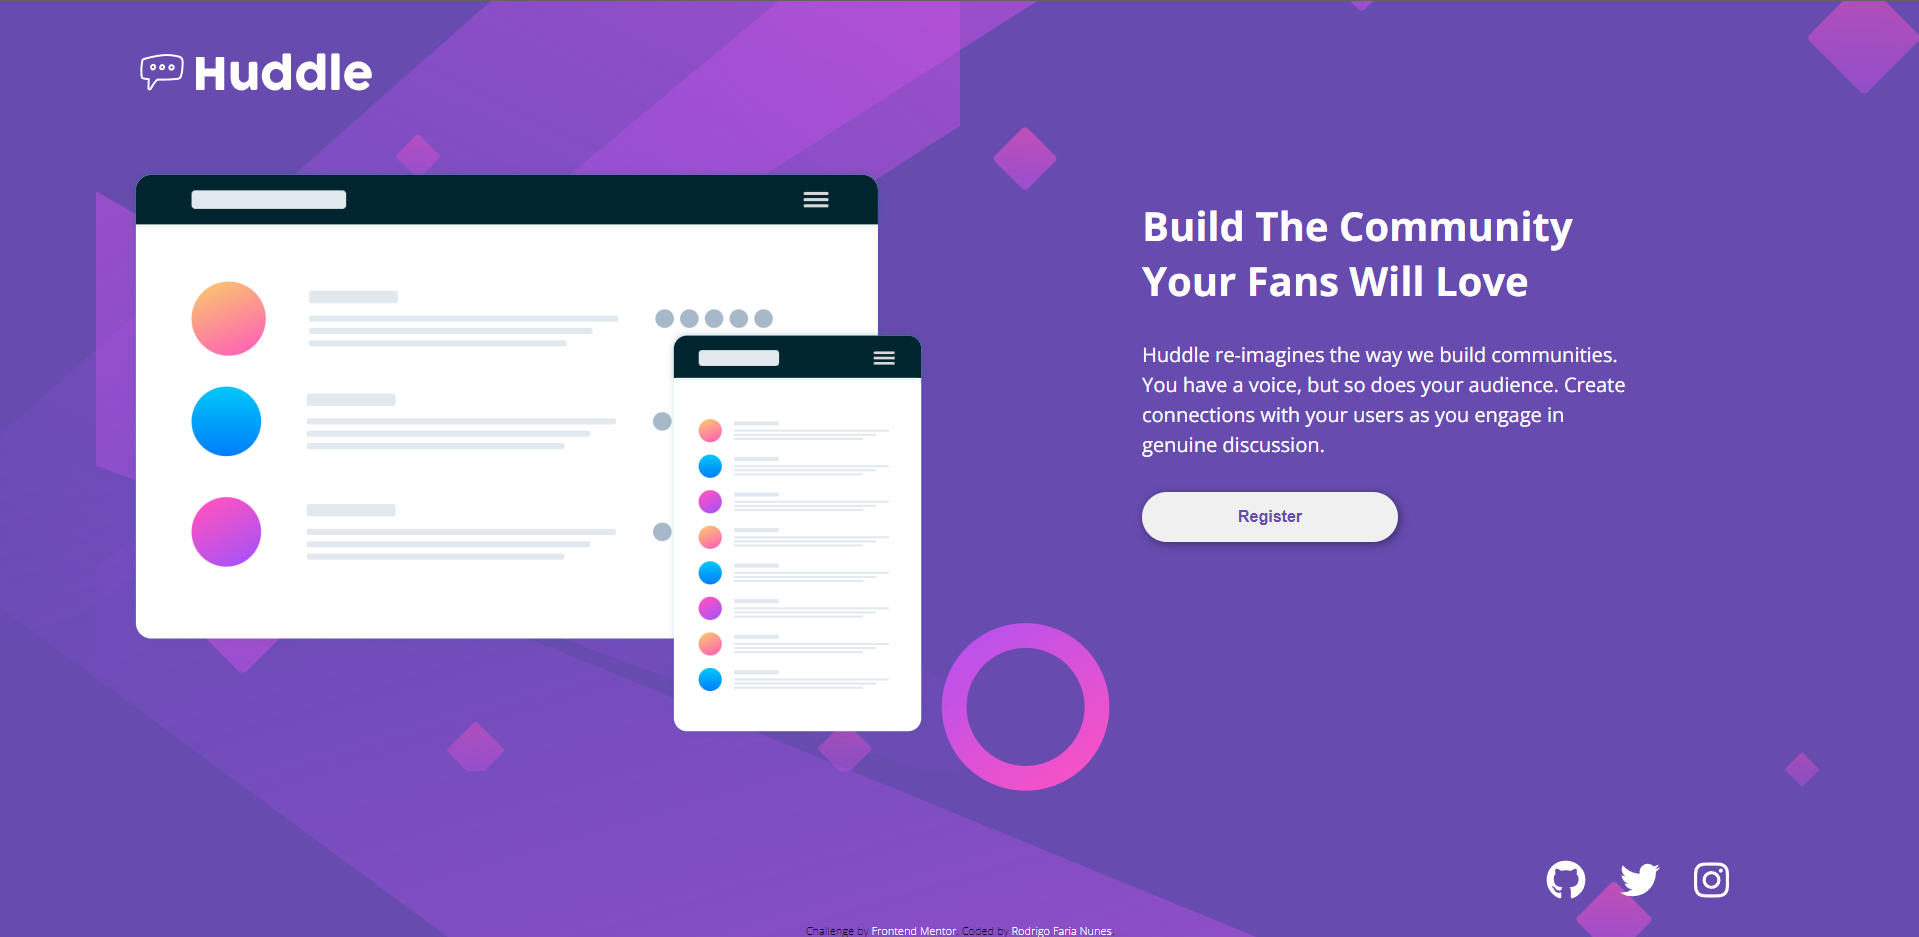 Huddle
Build The Community
Your Fans Will Love
Huddle re-imagines the way we build communities.
You have a voice, but so does your audience. Create
connections with your users as you engage in
genuine discussion.
Register
Challenge by Frontend Mentor. Coded by Rodrigo Faria Nunes.